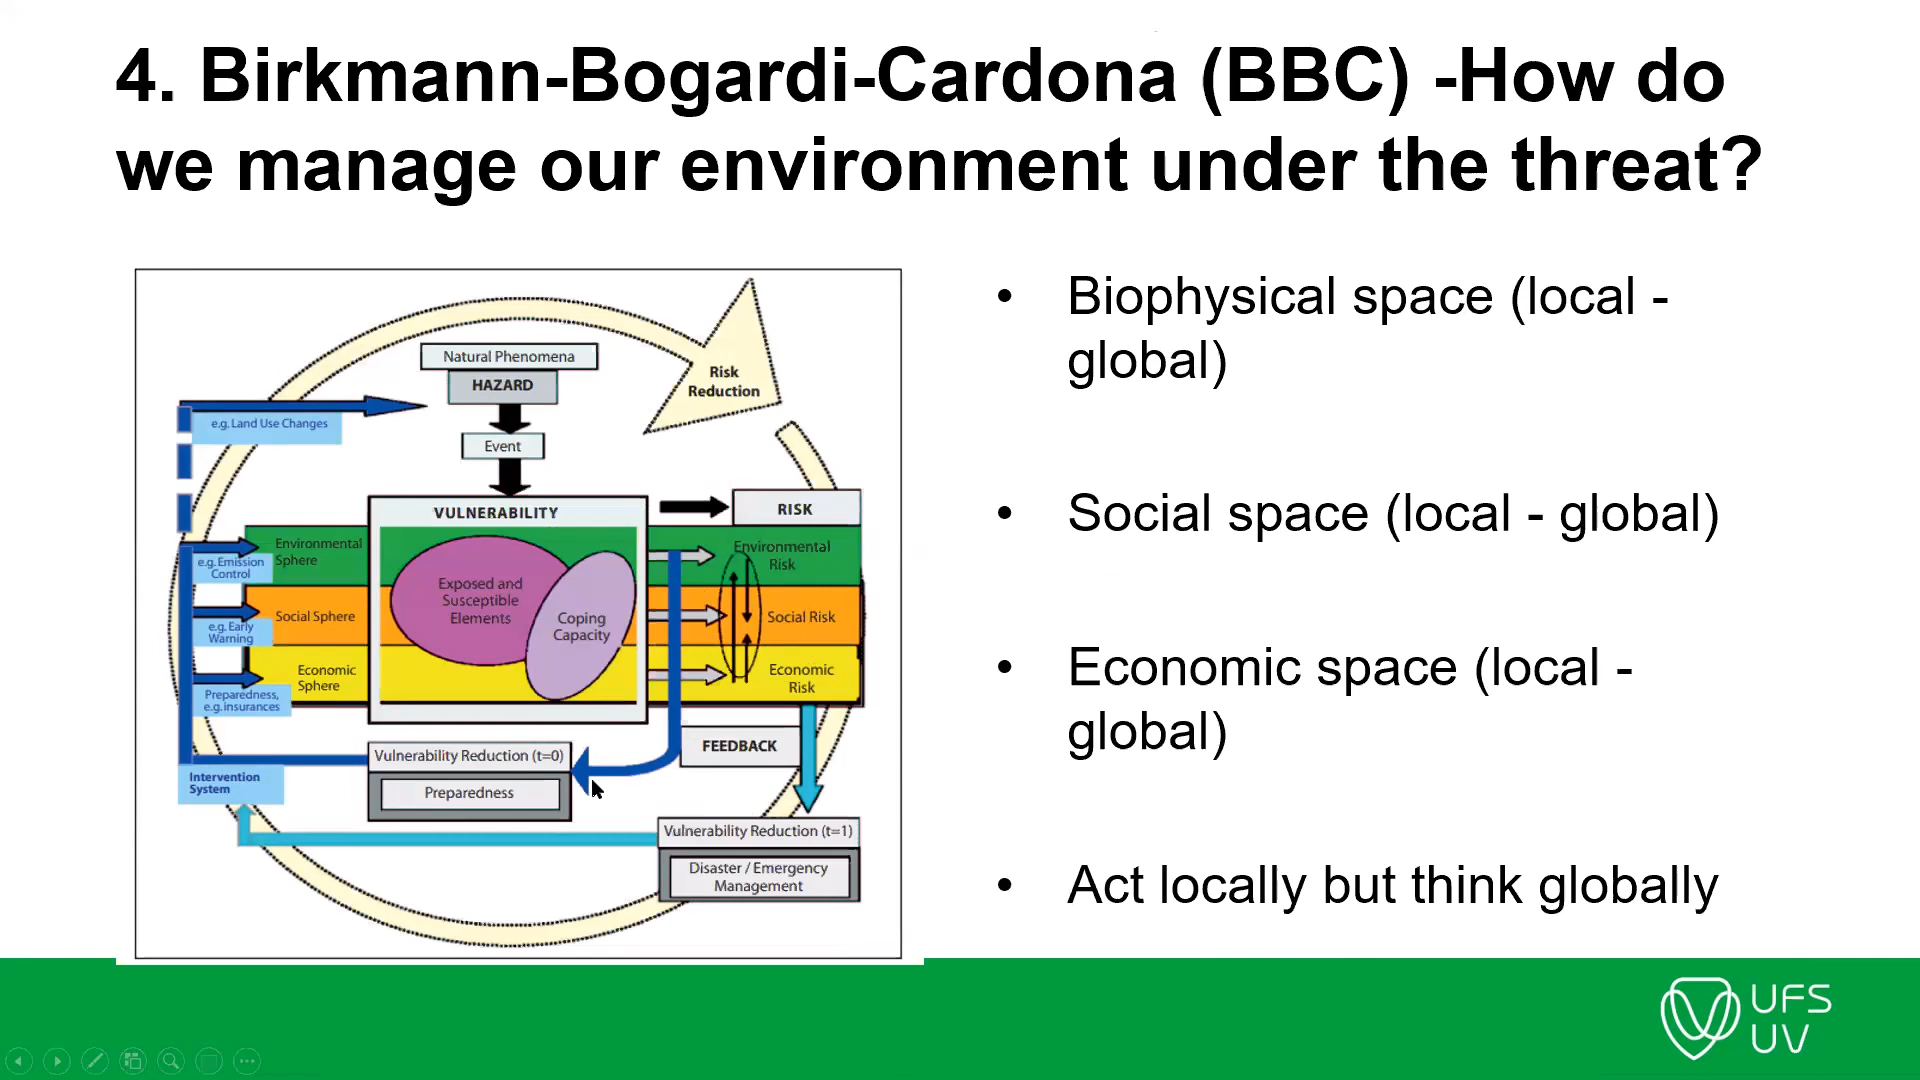 4. Birkmann-Bogardi-Cardona (BBC) -How do
we manage our environment under the threat?
Natural Phenomena
HAZARD
Event
Risk
Reduction
e.g. Land Use Changes
VULNERABILITY
RISK
Environmental
Sphere
e.g. Emission
Control
Social Sphere
e.g. Early
Warning
Economic
Sphere
Preparedness,
e.g. insurances
Exposed and
Susceptible
Elements
Coping
Capacity
Environmental
Risk
Social Risk
Economic
Risk
FEEDBACK
Vulnerability Reduction (t=0)
Preparedness
Intervention
System
Vulnerability Reduction (t=1)
Disaster / Emergency
Management
• Biophysical space (local -
global)
• Social space (local - global)
• Economic space (local -
global)
• Act locally but think globally
UFS
UV